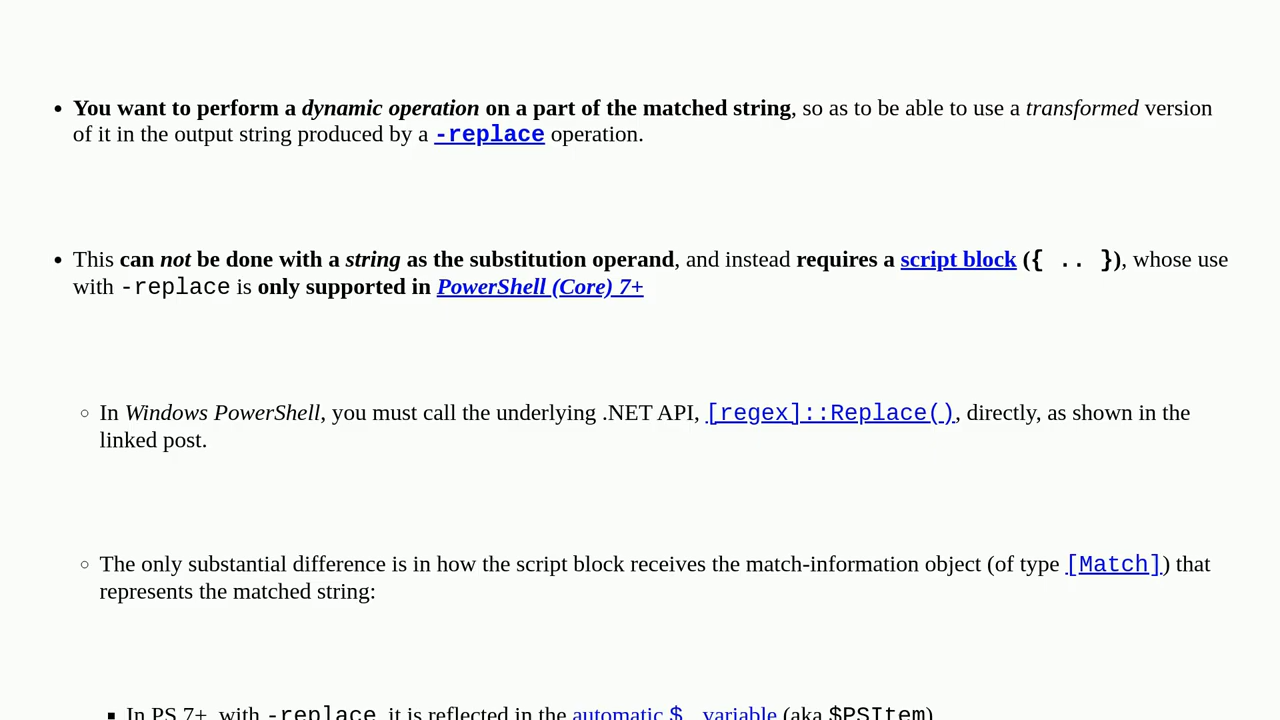 • You want to perform a dynamic operation on a part of the matched string, so as to be able to use a transformed version
of it in the output string produced by a -replace operation.
• This can not be done with a string as the substitution operand, and instead requires a script block ({ .. }), whose use
with -replace is only supported in PowerShell (Core) 7+
◦ In Windows PowerShell, you must call the underlying .NET API, [regex]::Replace(), directly, as shown in the
linked post.
◦ The only substantial difference is in how the script block receives the match-information object (of type [Match]) that
represents the matched string:
▪ In PS 7+, with -replace, it is reflected in the automatic $_ variable (aka $PSItem)